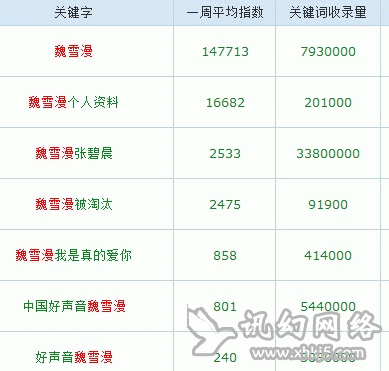 关键字 一周平均指数 关键词收录量
魏雪漫 147713 7930000
魏雪漫个人资料 16682 201000
魏雪漫张碧晨 2533 33800000
魏雪漫被淘汰 2475 91900
魏雪漫我是真的爱你 858 414000
中国好声音魏雪漫 801 5440000
讯幻网络
好声音魏雪漫 240